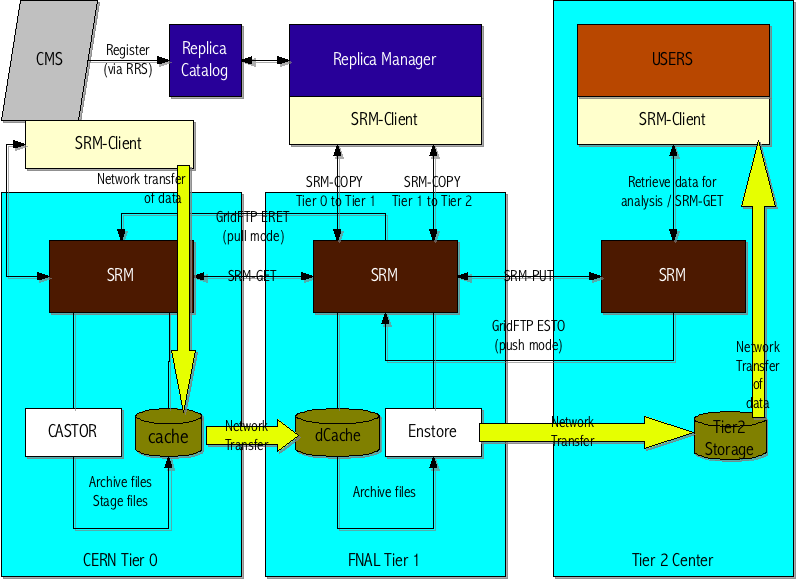 CMS
Register
(via RRS)
Replica
Catalog
Replica Manager
SRM-Client
USERS
SRM-Client
SRM-Client
Network transfer
of data
SRM-COPY
Tier 0 to Tier 1
SRM-COPY
Tier 1 to Tier 2
Retrieve data for
analysis / SRM-GET
GridFTP ERET
(pull mode)
SRM
SRM-GET
SRM
SRM-PUT
SRM
GridFTP ESTO
(push mode)
Network
Transfer
of
data
CASTOR
cache
Network
Transfer
dCache
Enstore
Network
Transfer
Tier2
Storage
Archive files
Stage files
Archive files
CERN Tier 0
FNAL Tier 1
Tier 2 Center